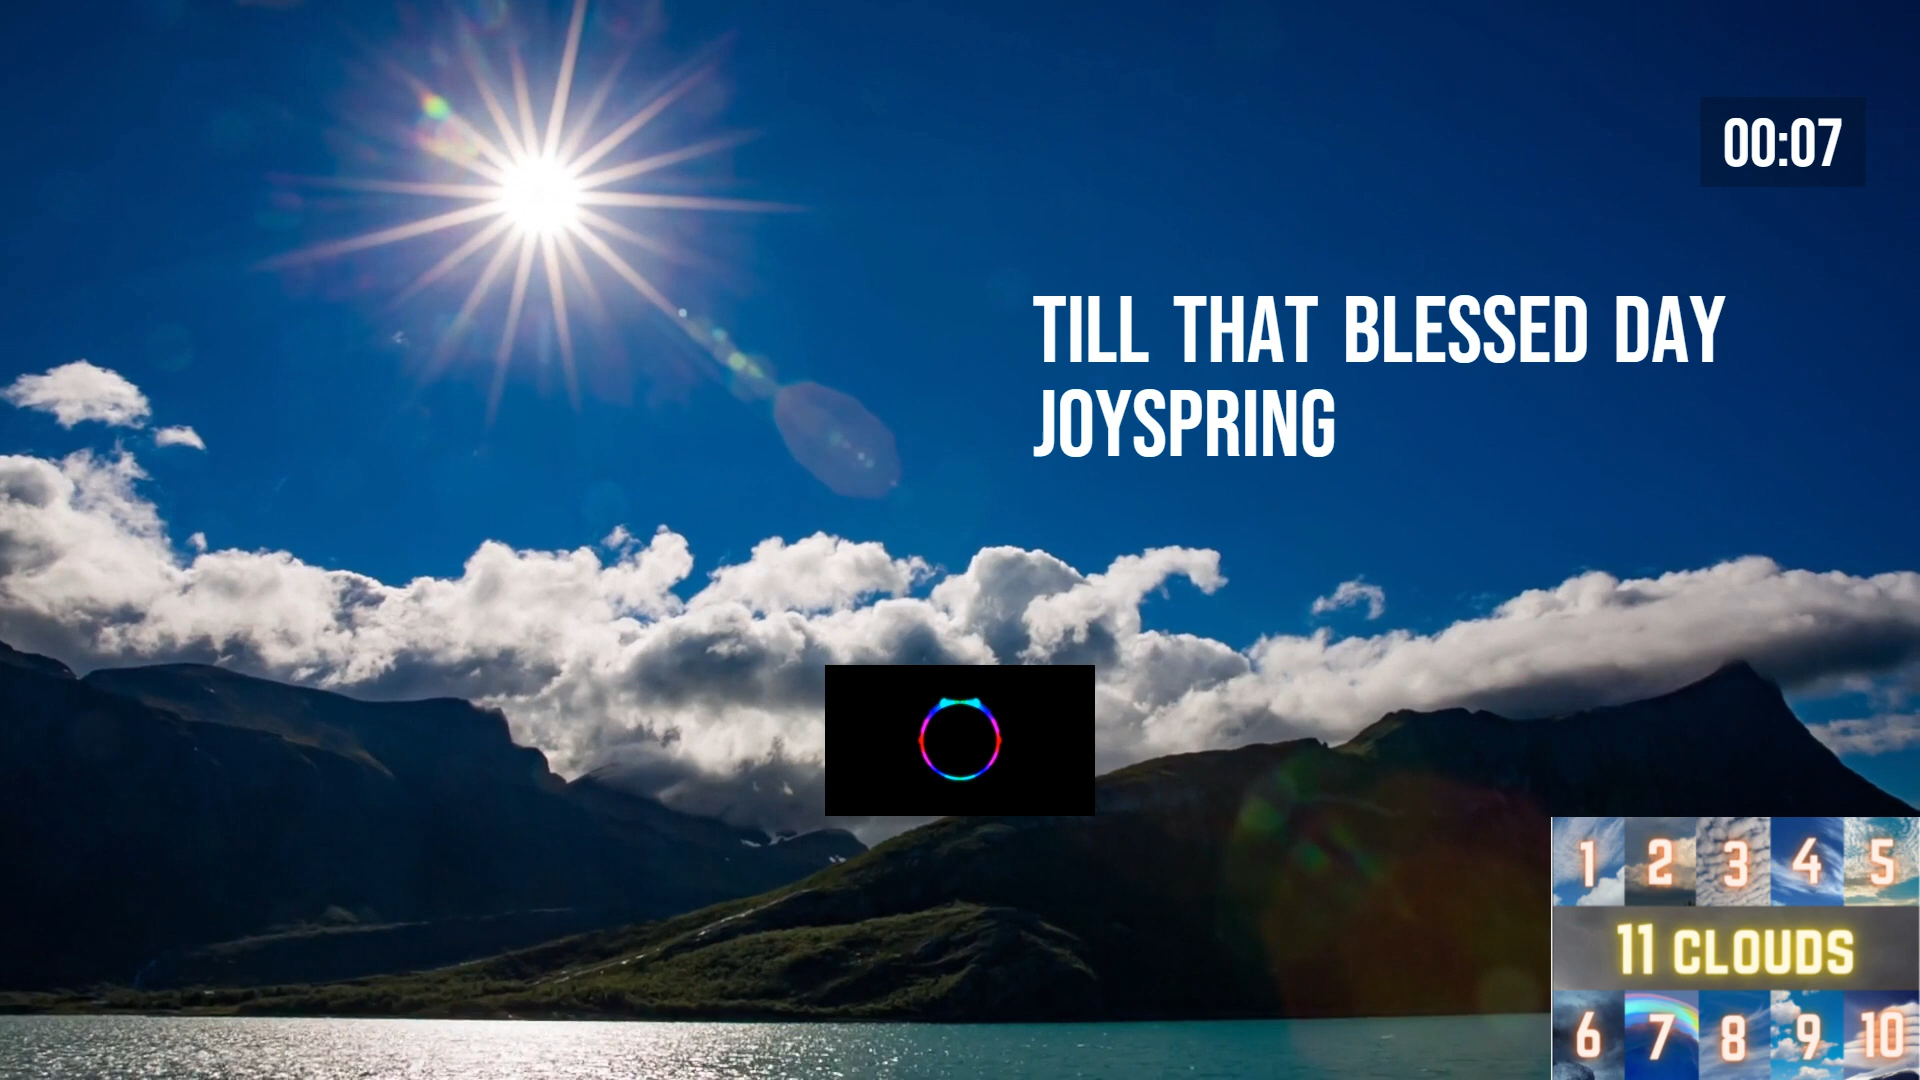 00:07
TILL THAT BLESSED DAY
JOYSPRING
1 2 3 4 5
11 CLOUDS
6 7 8 9 10